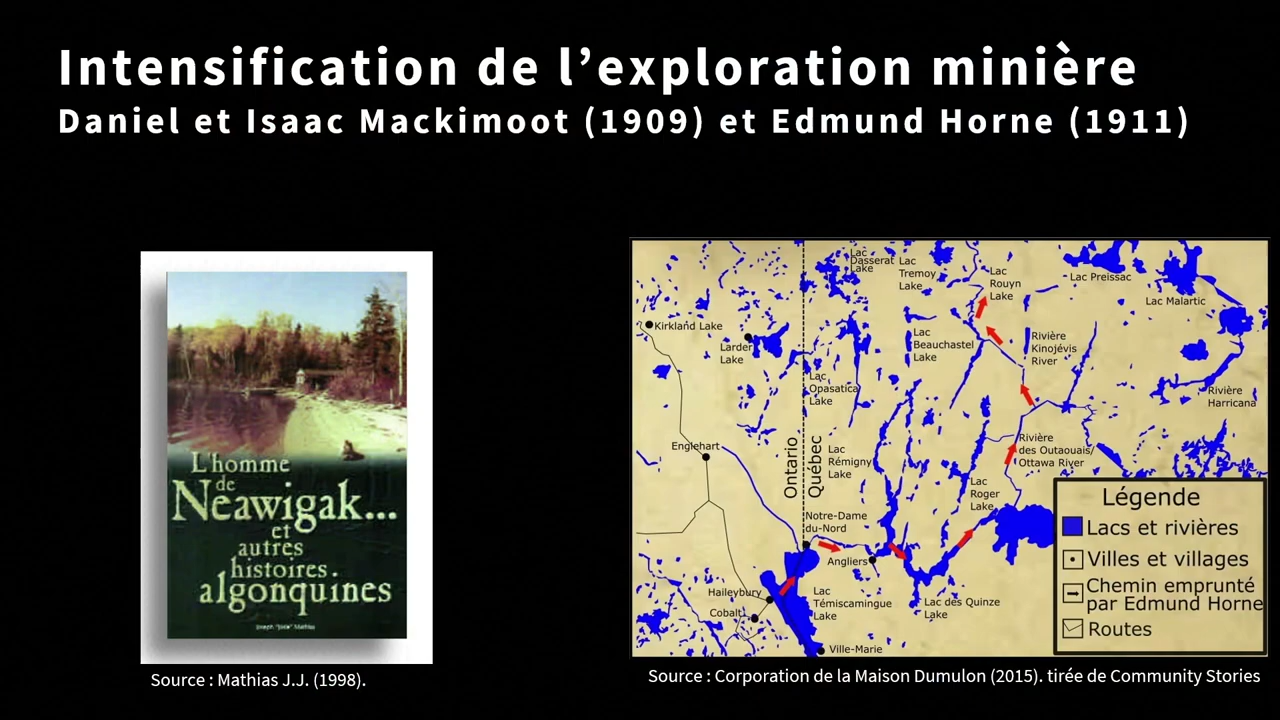 Intensification de l’exploration minière
Daniel et Isaac Mackimoot (1909) et Edmund Horne (1911)
L'homme
de
Neawigak...
et
autres
histoires
algonquines
Joseph "Jote" Mathias
Source : Mathias J.J. (1998).
Lac
Dasserat
Lake
Lac
Tremoy
Lake
Lac
Rouyn
Lake
Lac Preissac
Lac Malartic
Kirkland Lake
Larder
Lake
Lac
Beauchastel
Lake
Rivière
Kinojévis
River
Lac
Opasatica
Lake
Rivière
Harricana
Englehart
Ontario
Québec
Lac
Rémigny
Lake
Rivière
des Outaouais/
Ottawa River
Lac
Roger
Lake
Notre-Dame
du-Nord
Angliers
Haileybury
Cobalt
Lac
Témiscamingue
Lake
Lac des Quinze
Lake
Ville-Marie
Légende
Lacs et rivières
Villes et villages
Chemin emprunté
par Edmund Horne
Routes
Source : Corporation de la Maison Dumulon (2015). tirée de Community Stories